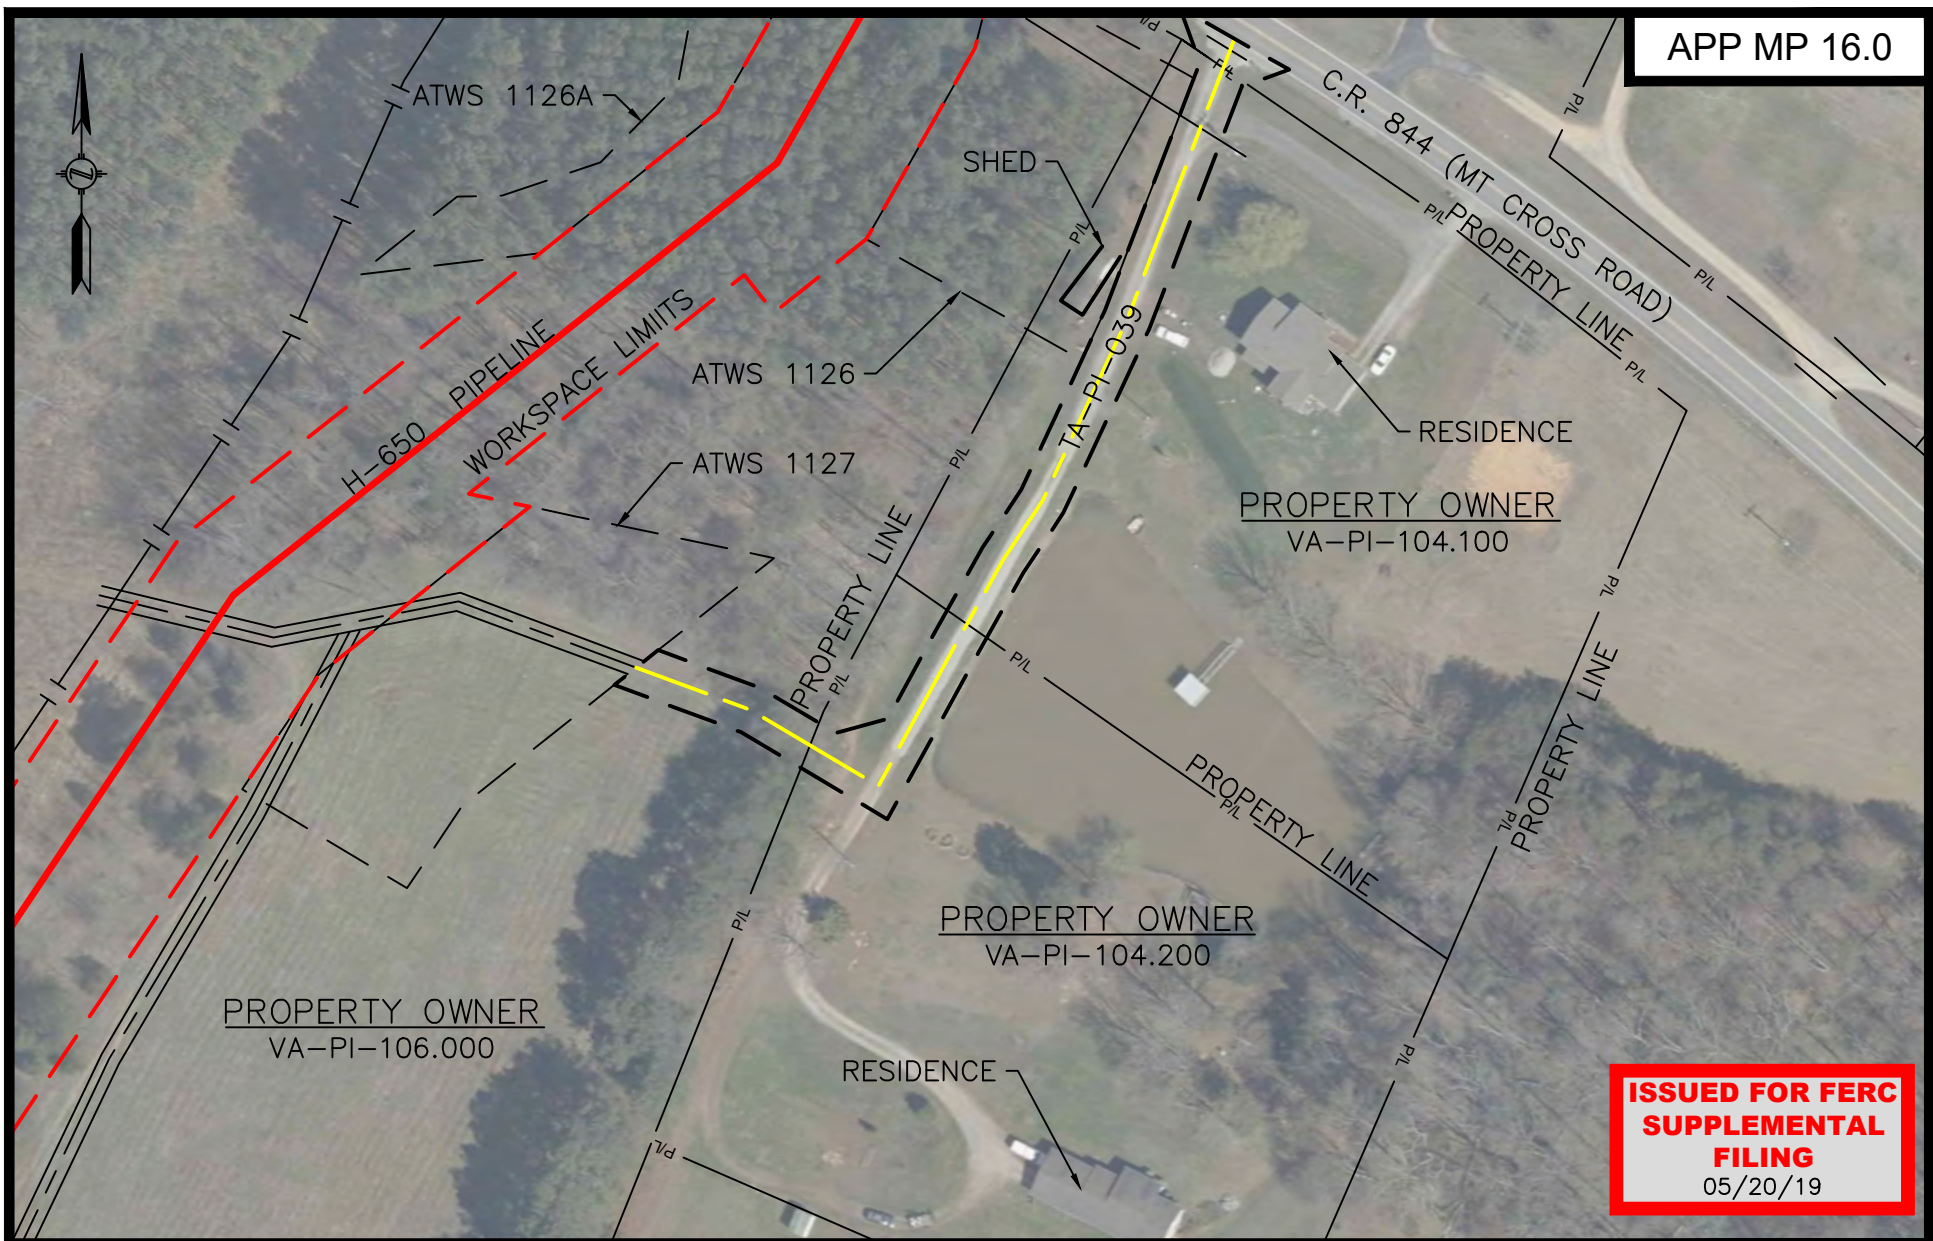 APP MP 16.0
ATWS 1126A
P/L
P/L
C.R. 844 (MT CROSS ROAD)
P/L
SHED
P/L
P/L
PROPERTY LINE
P/L
P/L
H-650 PIPELINE
WORKSPACE LIMIITS
ATWS 1126
TA-PI-039
RESIDENCE
ATWS 1127
P/L
PROPERTY OWNER
VA-PI-104.100
PROPERTY LINE
P/L
P/L
P/L
PROPERTY LINE
P/L
PROPERTY LINE
P/L
P/L
PROPERTY OWNER
VA-PI-104.200
P/L
PROPERTY OWNER
VA-PI-106.000
RESIDENCE
P/L
P/L
ISSUED FOR FERC
SUPPLEMENTAL
FILING
05/20/19